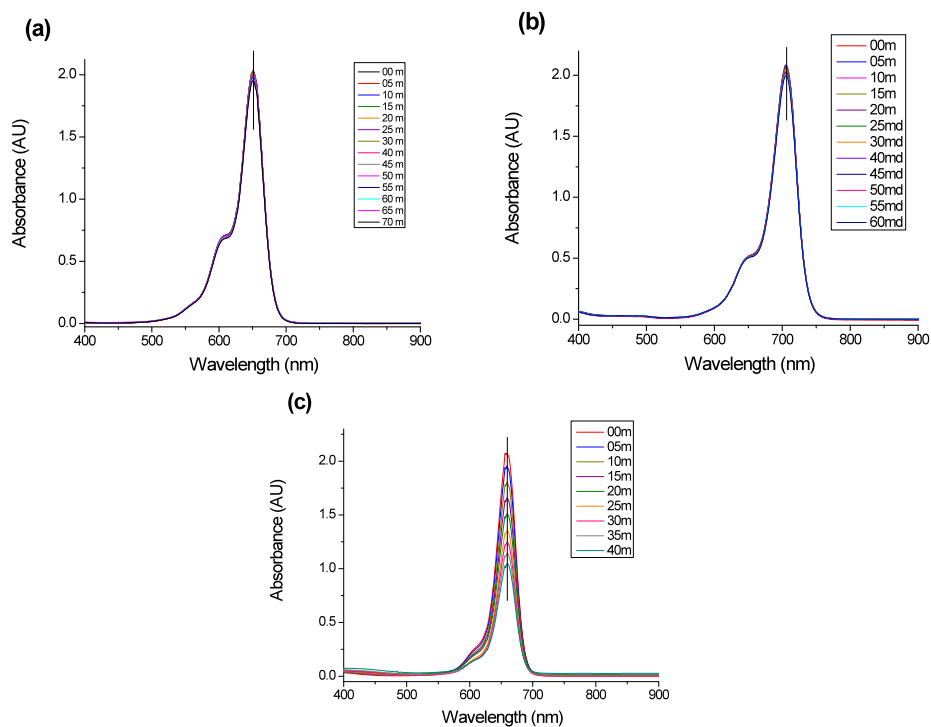 (a)
Absorbance (AU)
2.0
1.5
1.0
0.5
0.0
400 500 600 700 800 900
Wavelength (nm)
00 m
05 m
10 m
15 m
20 m
25 m
30 m
40 m
45 m
50 m
55 m
60 m
65 m
70 m
(b)
Absorbance (AU)
2.0
1.5
1.0
0.5
0.0
400 500 600 700 800 900
Wavelength (nm)
00m
05m
10m
15m
20m
25md
30md
40md
45md
50md
55md
60md
(c)
Absorbance (AU)
2.0
1.5
1.0
0.5
0.0
400 500 600 700 800 900
Wavelength (nm)
00m
05m
10m
15m
20m
25m
30m
35m
40m